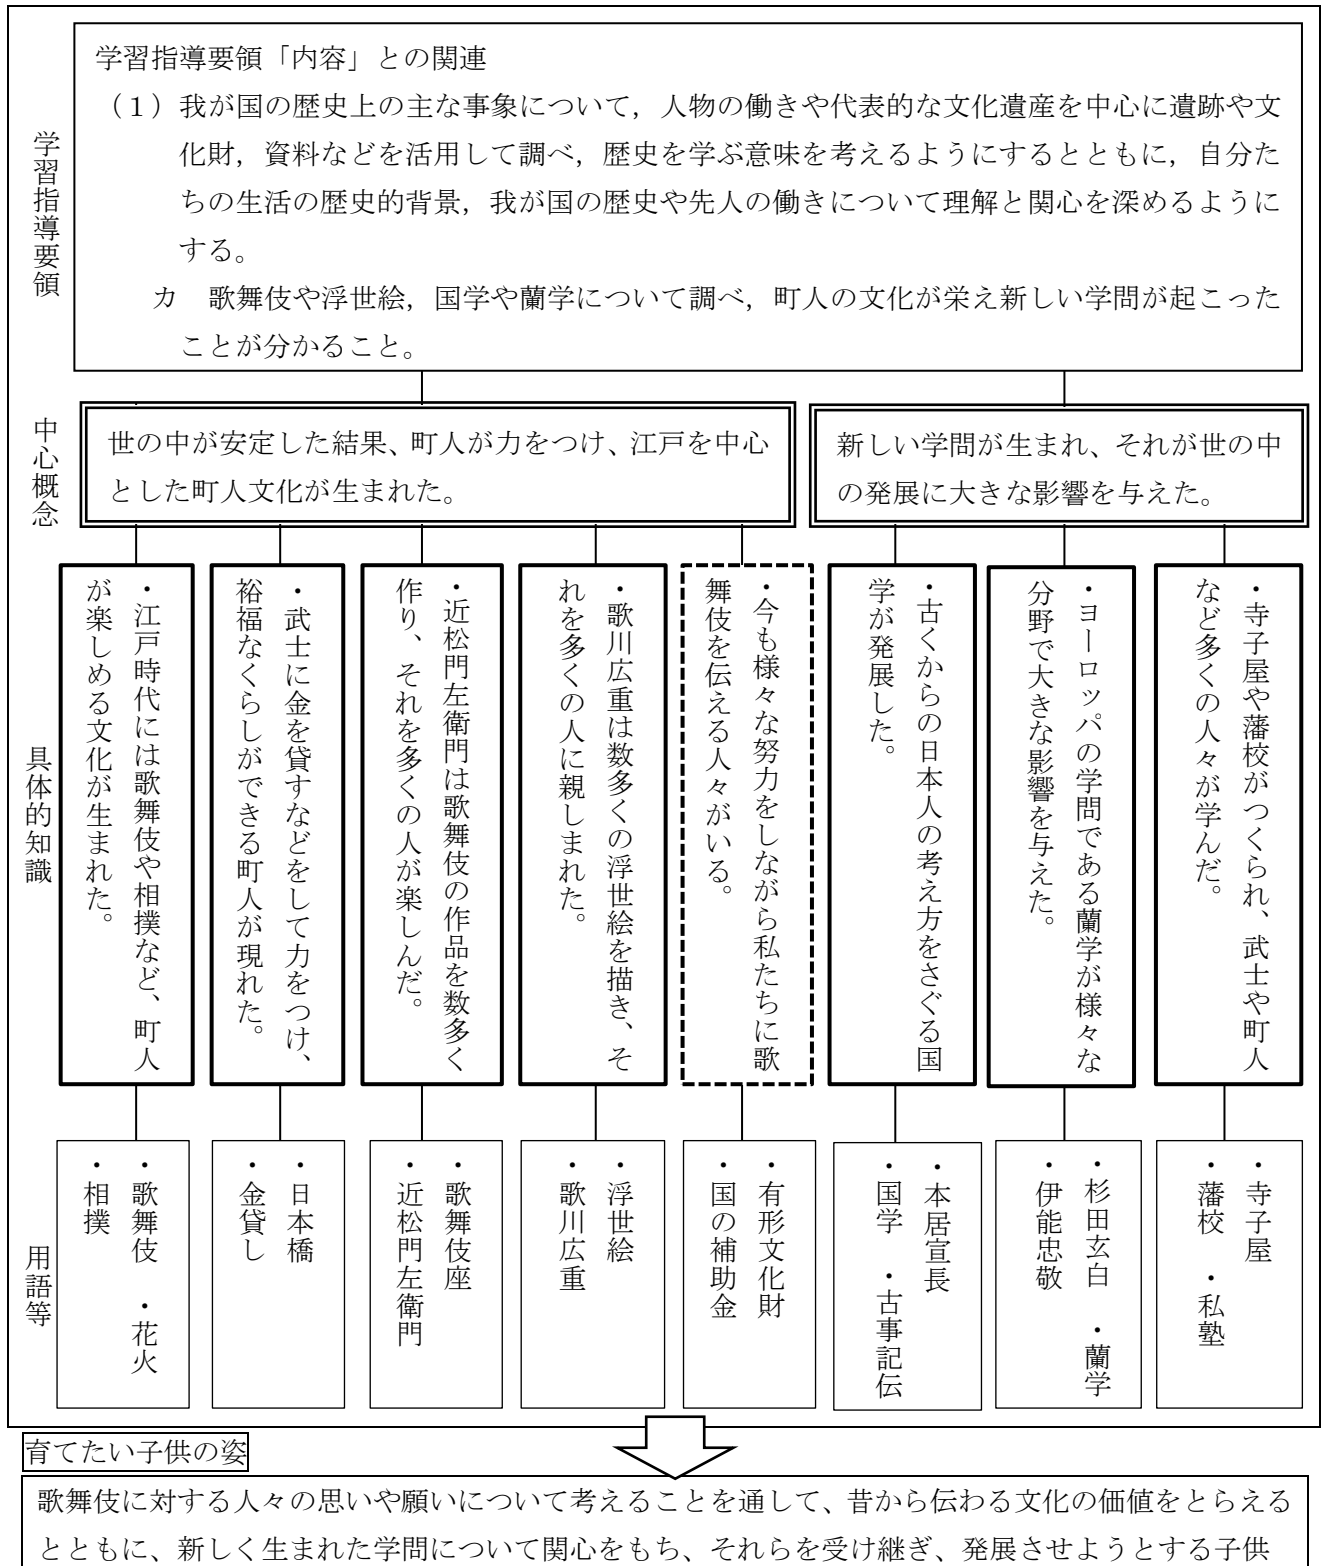 学習指導要領
学習指導要領「内容」との関連
（１）我が国の歴史上の主な事象について，人物の働きや代表的な文化遺産を中心に遺跡や文
化財，資料などを活用して調べ，歴史を学ぶ意味を考えるようにするとともに，自分た
ちの生活の歴史的背景，我が国の歴史や先人の働きについて理解と関心を深めるように
する。
カ　歌舞伎や浮世絵，国学や蘭学について調べ，町人の文化が栄え新しい学問が起こった
ことが分かること。
中心概念
世の中が安定した結果、町人が力をつけ、江戸を中心
とした町人文化が生まれた。
新しい学問が生まれ、それが世の中
の発展に大きな影響を与えた。
具体的知識
・江戸時代には歌舞伎や相撲など、町人
が楽しめる文化が生まれた。
・武士に金を貸すなどをして力をつけ、
裕福なくらしができる町人が現れた。
・近松門左衛門は歌舞伎の作品を数多く
作り、それを多くの人が楽しんだ。
・歌川広重は数多くの浮世絵を描き、そ
れを多くの人に親しまれた。
・今も様々な努力をしながら私たちに歌
舞伎を伝える人々がいる。
・古くからの日本人の考え方をさぐる国
学が発展した。
・ヨーロッパの学問である蘭学が様々な
分野で大きな影響を与えた。
・寺子屋や藩校がつくられ、武士や町人
など多くの人々が学んだ。
用語等
・歌舞伎　・花火
・相撲
・日本橋
・金貸し
・歌舞伎座
・近松門左衛門
・浮世絵
・歌川広重
・有形文化財
・国の補助金
・本居宣長
・国学　・古事記伝
・杉田玄白　・蘭学
・伊能忠敬
・寺子屋
・藩校　・私塾
育てたい子供の姿
歌舞伎に対する人々の思いや願いについて考えることを通して、昔から伝わる文化の価値をとらえる
とともに、新しく生まれた学問について関心をもち、それらを受け継ぎ、発展させようとする子供